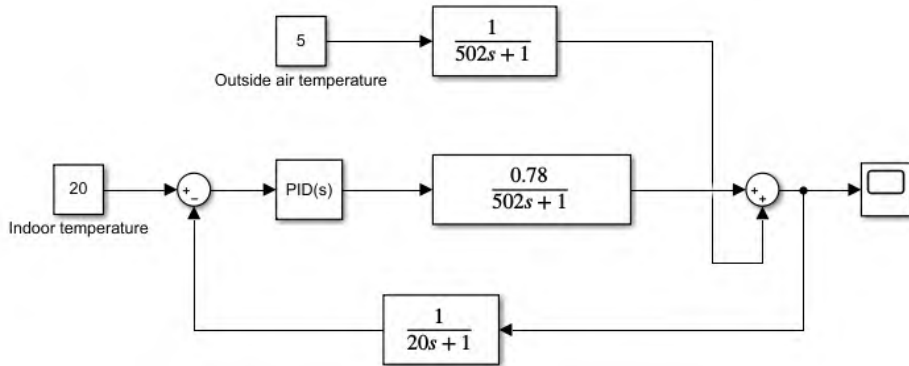 5
Outside air temperature
1
502s + 1
20
Indoor temperature
+
−
PID(s)
0.78
502s + 1
+
+
1
20s + 1